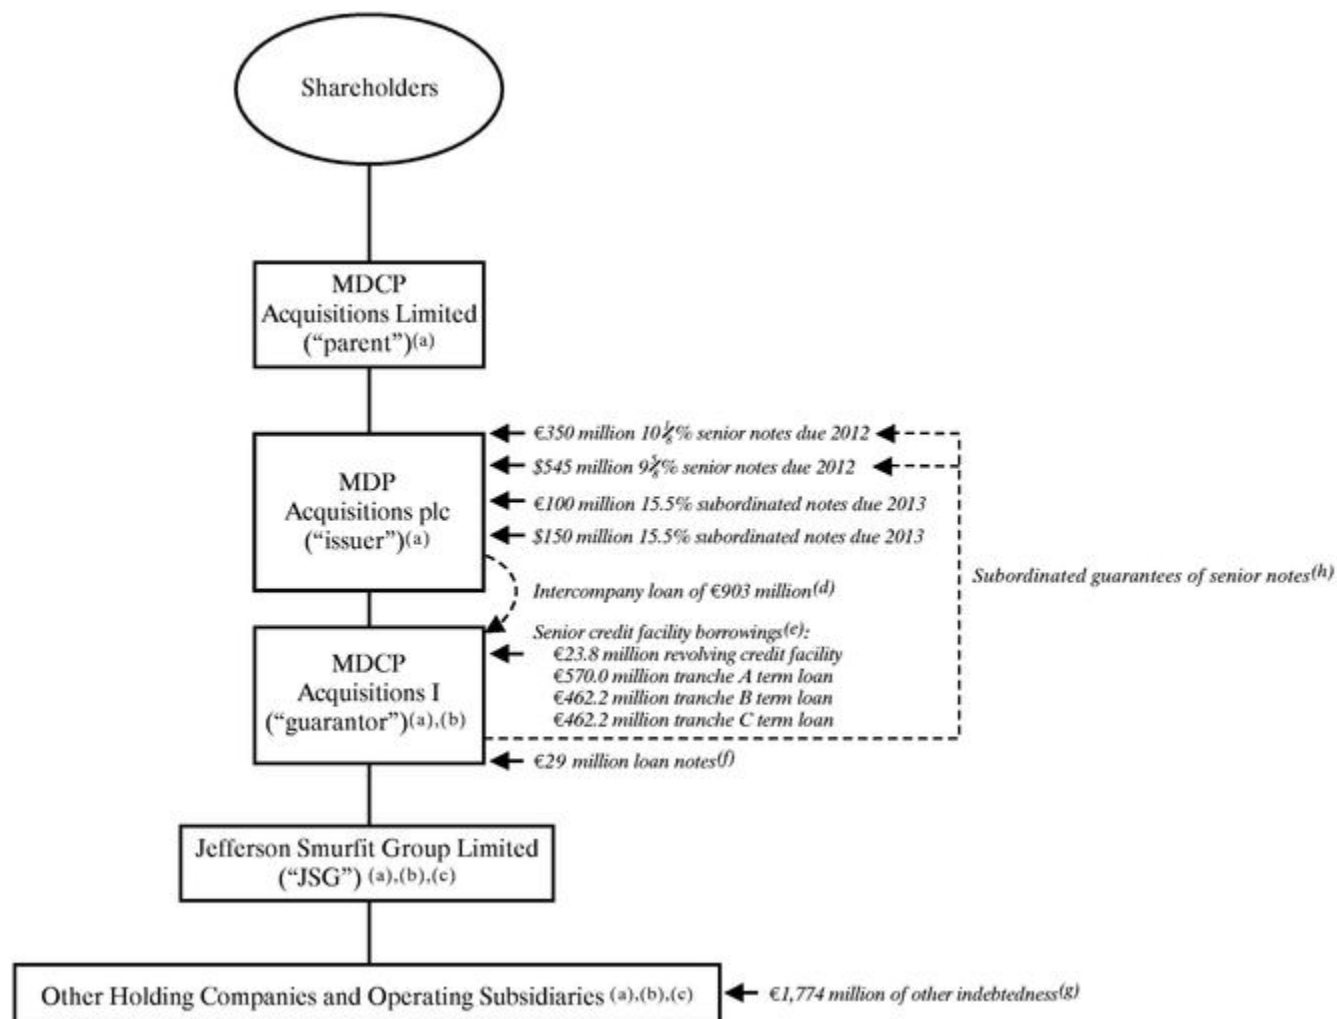 Shareholders
MDCP
Acquisitions Limited
(“parent”)(a)
€350 million 10⅛% senior notes due 2012
$545 million 9⅝% senior notes due 2012
MDP
Acquisitions plc
(“issuer”)(a)
€100 million 15.5% subordinated notes due 2013
$150 million 15.5% subordinated notes due 2013
Subordinated guarantees of senior notes(h)
Intercompany loan of €903 million(d)
Senior credit facility borrowings(e):
€23.8 million revolving credit facility
€570.0 million tranche A term loan
€462.2 million tranche B term loan
€462.2 million tranche C term loan
MDCP
Acquisitions I
(“guarantor”)(a),(b)
€29 million loan notes(f)
Jefferson Smurfit Group Limited
(“JSG”) (a),(b),(c)
Other Holding Companies and Operating Subsidiaries (a),(b),(c)
€1,774 million of other indebtedness(g)